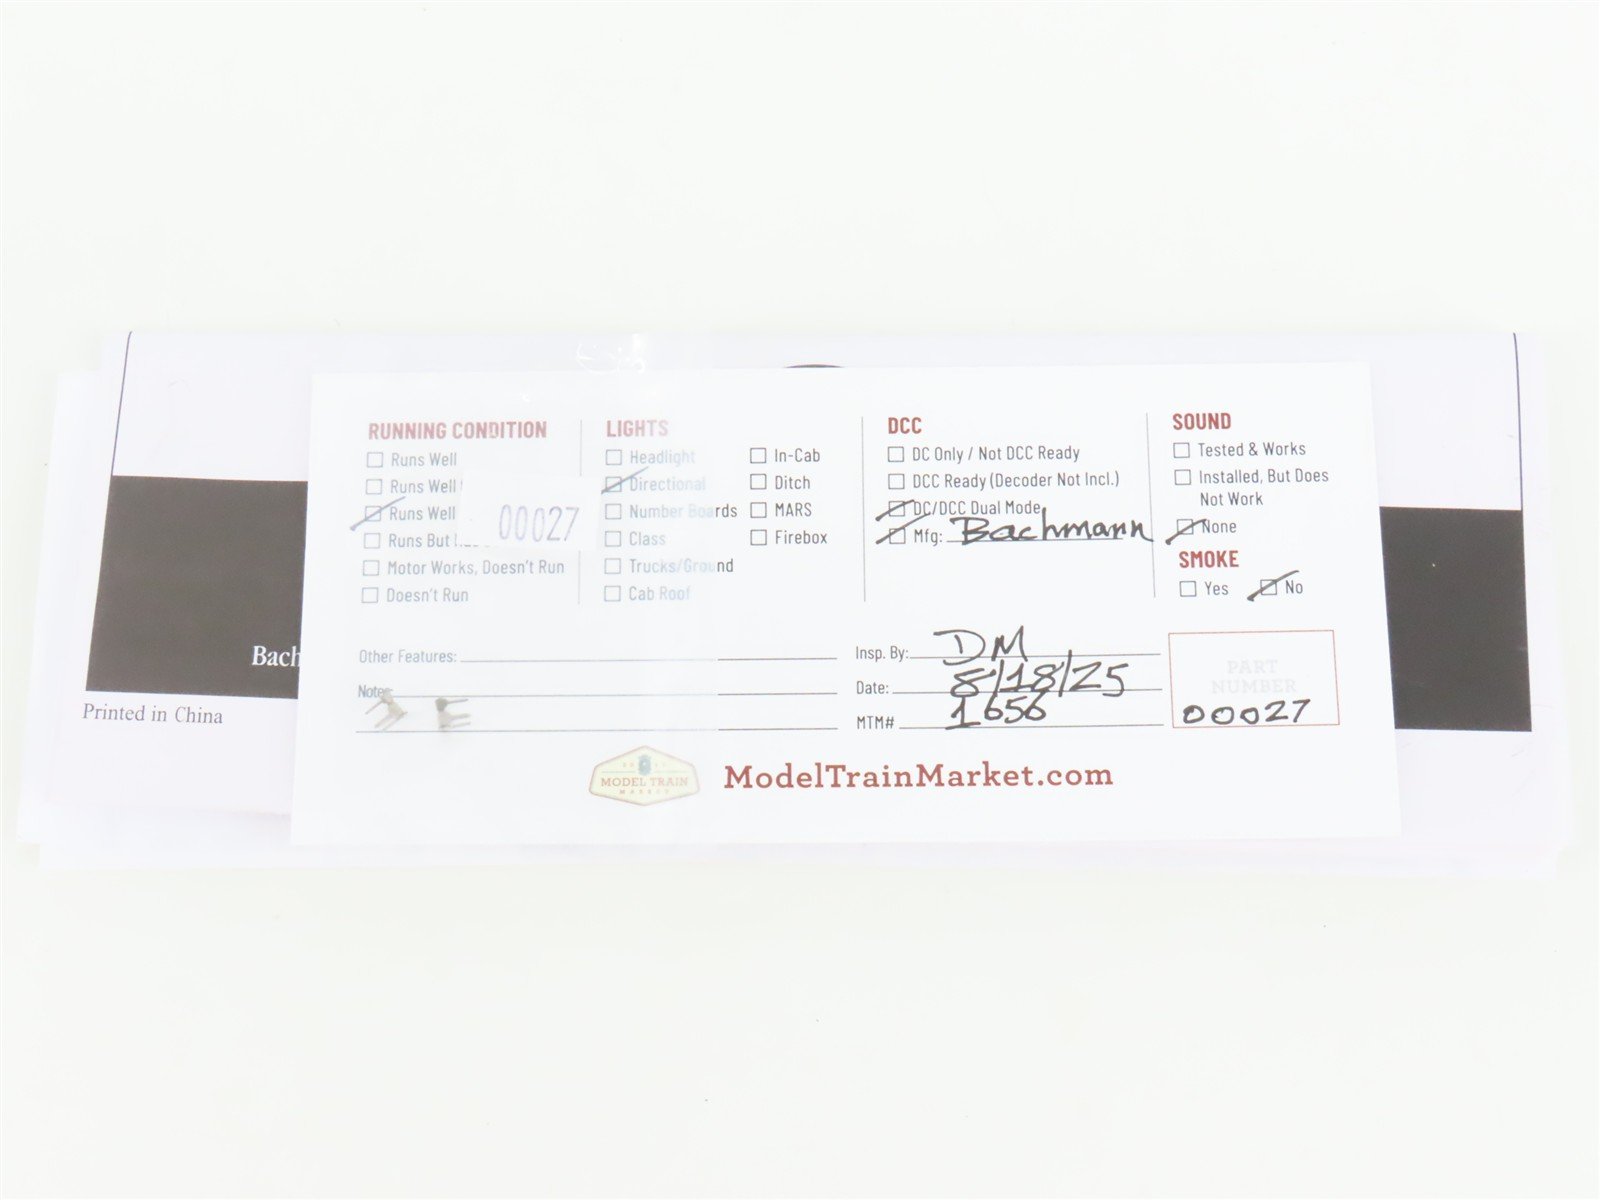 RUNNING CONDITION
Runs Well
Runs Well
Runs Well
Runs But
Motor Works, Doesn't Run
Doesn't Run
00027
LIGHTS
Headlight
Directional
Number Boards
Class
Trucks/Ground
Cab Roof
In-Cab
Ditch
MARS
Firebox
DCC
DC Only / Not DCC Ready
DCC Ready (Decoder Not Incl.)
DC/DCC Dual Mode
Mfg: Bachmann
SOUND
Tested & Works
Installed, But Does
Not Work
None
SMOKE
Yes No
Other Features:
Notes
Insp. By: DM
Date: 8/18/25
MTM# 1656
PART
NUMBER
00027
MODEL TRAIN
MARKET
ModelTrainMarket.com
Bach
Printed in China